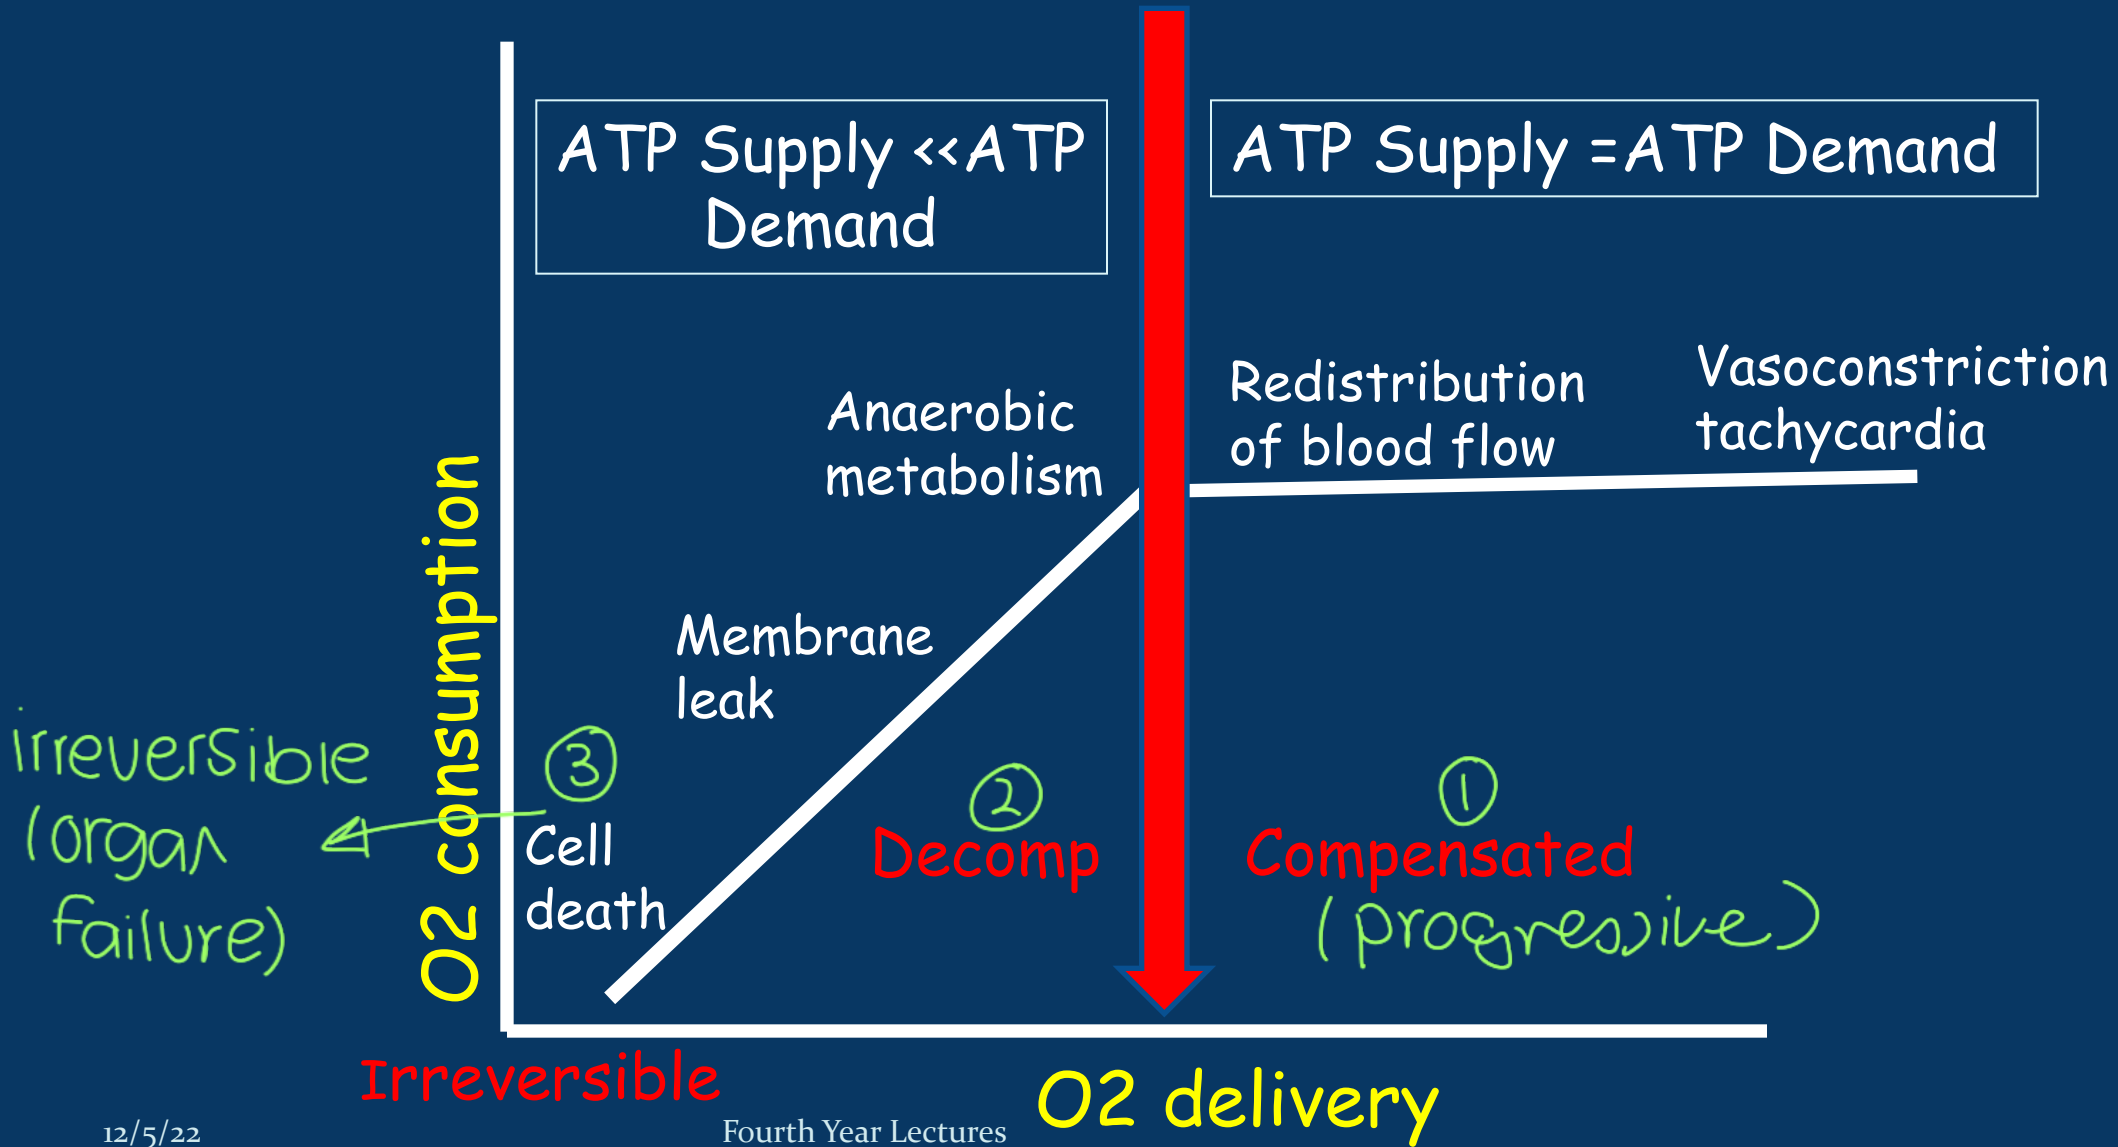 ATP Supply <<ATP
Demand
ATP Supply =ATP Demand
Anaerobic
metabolism
Redistribution
of blood flow
Vasoconstriction
tachycardia
Membrane
leak
O2 consumption
irreversible
(organ
failure)
3
Cell
death
2
Decomp
1
Compensated
(progressive)
Irreversible
O2 delivery
12/5/22
Fourth Year Lectures